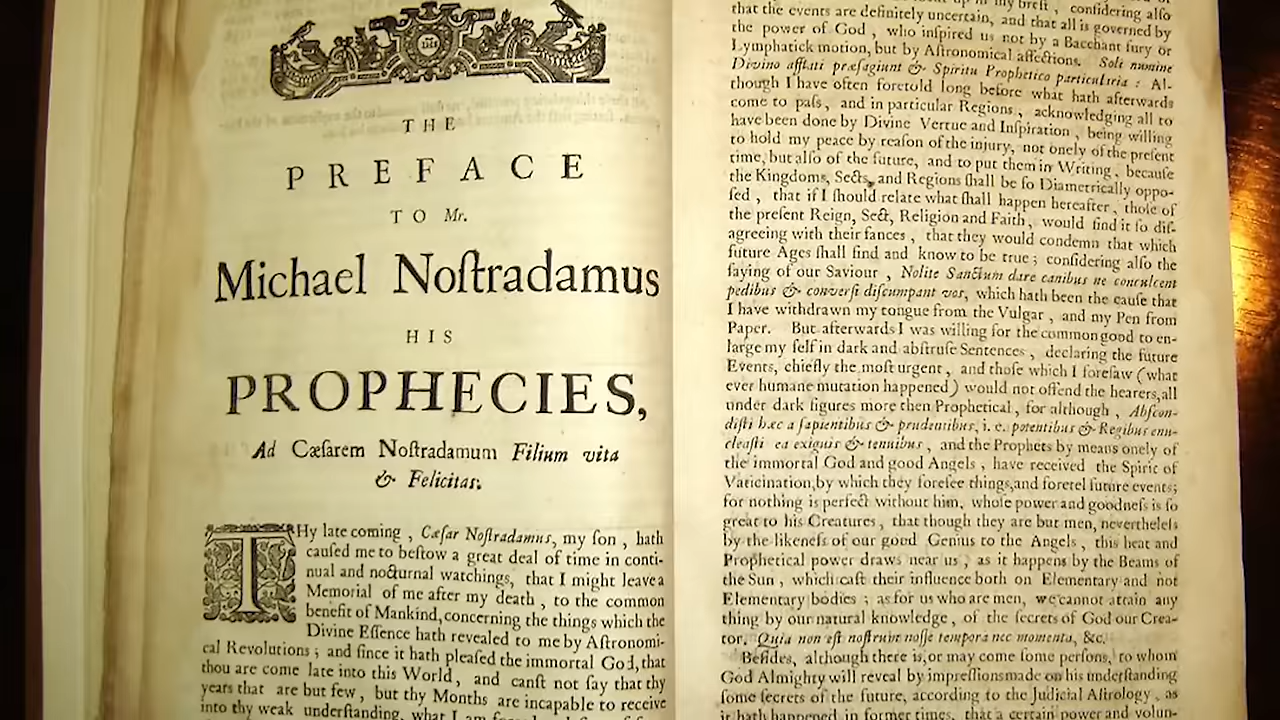 THE
PREFACE
TO Mr.
Michael Noſtradamus
HIS
PROPHECIES,
Ad Cæſarem Noſtradamum Filium vita
& Felicitas.
THy late coming , Cæſar Noſtradamus, my ſon , hath
cauſed me to beſtow a great deal of time in conti-
nual and nocturnal watchings, that I might leave a
Memorial of me after my death , to the common
benefit of Mankind, concerning the things which the
Divine Eſſence hath revealed to me by Aſtronomi-
cal Revolutions ; and ſince it hath pleaſed the immortal God, that
thou are come late into this World , and canſt not ſay that thy
years that are but few , but thy Months are incapable to receive
into thy weak underſtanding, what I am
my breſt , conſidering alſo
that the events are definitely uncertain, and that all is governed by
the power of God , who inſpired us not by a Bacchant fury or
Lymphatick motion, but by Aſtronomical affections. Soli numine
Divino afflati præſagiunt & Spiritu Prophetico particularia : Al-
though I have often foretold long before what hath afterwards
come to paſs, and in particular Regions , acknowledging all to
have been done by Divine Vertue and Inſpiration , being willing
to hold my peace by reaſon of the injury, not onely of the preſent
time, but alſo of the future, and to put them in Writing , becauſe
the Kingdoms, Sects, and Regions ſhall be ſo Diametrically oppo-
ſed , that if I ſhould relate what ſhall happen hereafter, thoſe of
the preſent Reign, Sect, Religion and Faith , would find it ſo diſ-
agreeing with their fances , that they would condemn that which
future Ages ſhall find and know to be true ; conſidering alſo the
ſaying of our Saviour , Nolite Sanctum dare canibus ne conculcent
pedibus & converſi diſcumpant vos, which hath been the cauſe that
I have withdrawn my tongue from the Vulgar , and my Pen from
Paper. But afterwards I was willing for the common good to en-
large my ſelf in dark and abſtruſe Sentences , declaring the future
Events, chiefly the moſt urgent , and thoſe which I foreſaw (what
ever humane mutation happened) would not offend the hearers, all
under dark figures more then Prophetical , for although , Abſcon-
diſti hæc a ſapientibus & prudentibus, i. e. potentibus & Regibus enu-
cleaſti ea exiguis & tenuibus , and the Prophets by means onely of
the immortal God and good Angels , have received the Spirit of
Vaticination, by which they foreſee things, and foretel future events;
for nothing is perfect without him, whoſe power and goodneſs is ſo
great to his Creatures , that though they are but men, nevertheleſs
by the likeneſs of our good Genius to the Angels , this heat and
Prophetical power draws near us , as it happens by the Beams of
the Sun , which caſt their influence both on Elementary and not
Elementary bodies ; as for us who are men, we cannot attain any
thing by our natural knowledge , of the ſecrets of God our Crea-
tor. Quia non eſt noſtrum noſſe tempora nec momenta, &c.
Beſides, although there is, or may come ſome perſons, to whom
God Almighty will reveal by impreſſions made on his underſtanding
ſome ſecrets of the future, according to the Judicial Aſtrology , as
it hath happened in former times, that a certain power and volun-